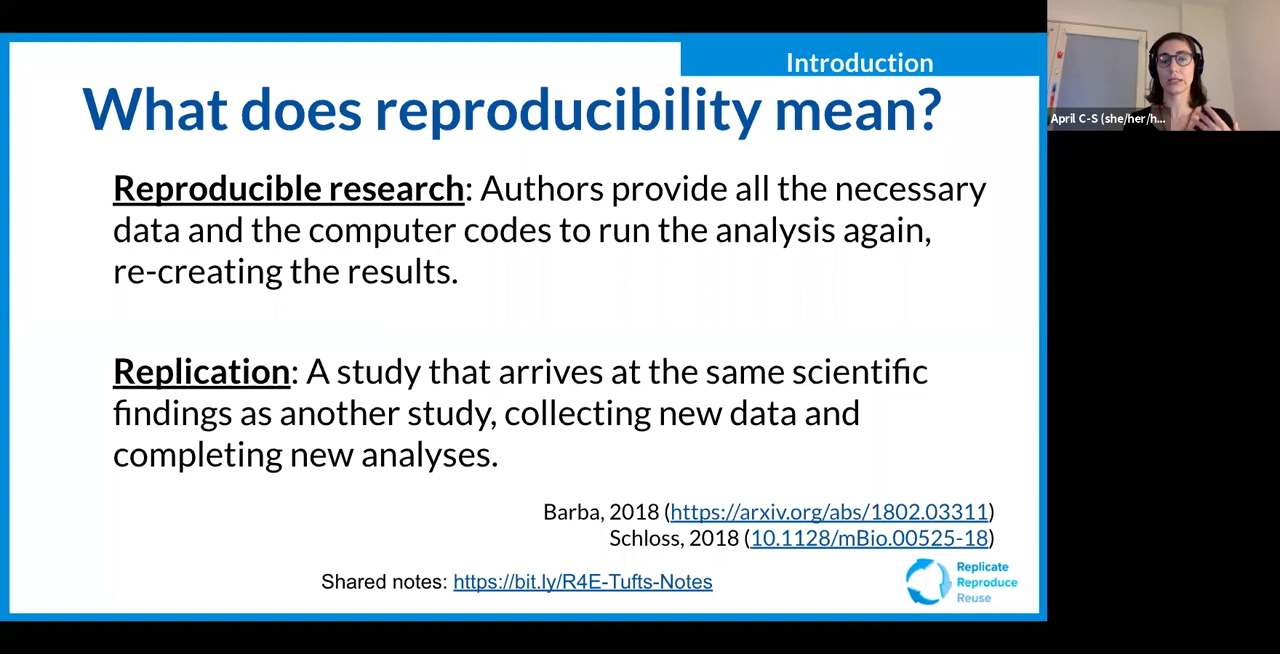 Introduction
What does reproducibility mean?
Reproducible research: Authors provide all the necessary
data and the computer codes to run the analysis again,
re-creating the results.
Replication: A study that arrives at the same scientific
findings as another study, collecting new data and
completing new analyses.
Barba, 2018 (https://arxiv.org/abs/1802.03311)
Schloss, 2018 (10.1128/mBio.00525-18)
Shared notes: https://bit.ly/R4E-Tufts-Notes
Replicate
Reproduce
Reuse
April C-S (she/her/h...